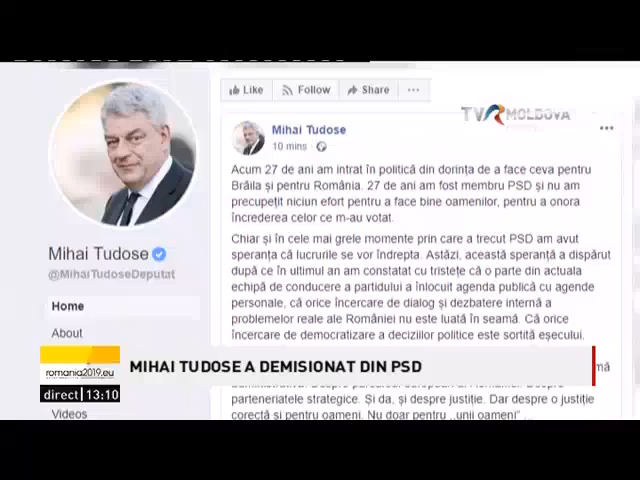 Like Follow Share ...
TVR MOLDOVA
Mihai Tudose
10 mins
Acum 27 de ani am intrat în politică din dorința de a face ceva pentru
Brăila și pentru România. 27 de ani am fost membru PSD și nu am
precupețit niciun efort pentru a face bine oamenilor, pentru a onora
încrederea celor ce m-au votat.
Chiar și în cele mai grele momente prin care a trecut PSD am avut
speranța că lucrurile se vor îndrepta. Astăzi, această speranță a dispărut
după ce în ultimul an am constatat cu tristețe că o parte din actuala
echipă de conducere a partidului a înlocuit agenda publică cu agende
personale, că orice încercare de dialog și dezbatere internă a
problemelor reale ale României nu este luată în seamă. Că orice
încercare de democratizare a deciziilor politice este sortită eșecului.
parteneriatele strategice. Și da, și despre justiție. Dar despre o justiție
corectă și pentru oameni. Nu doar pentru „unii oameni” ...
Mihai Tudose
@MihaiTudoseDeputat
Home
About
Videos
romania2019.eu
direct 13:10
MIHAI TUDOSE A DEMISIONAT DIN PSD